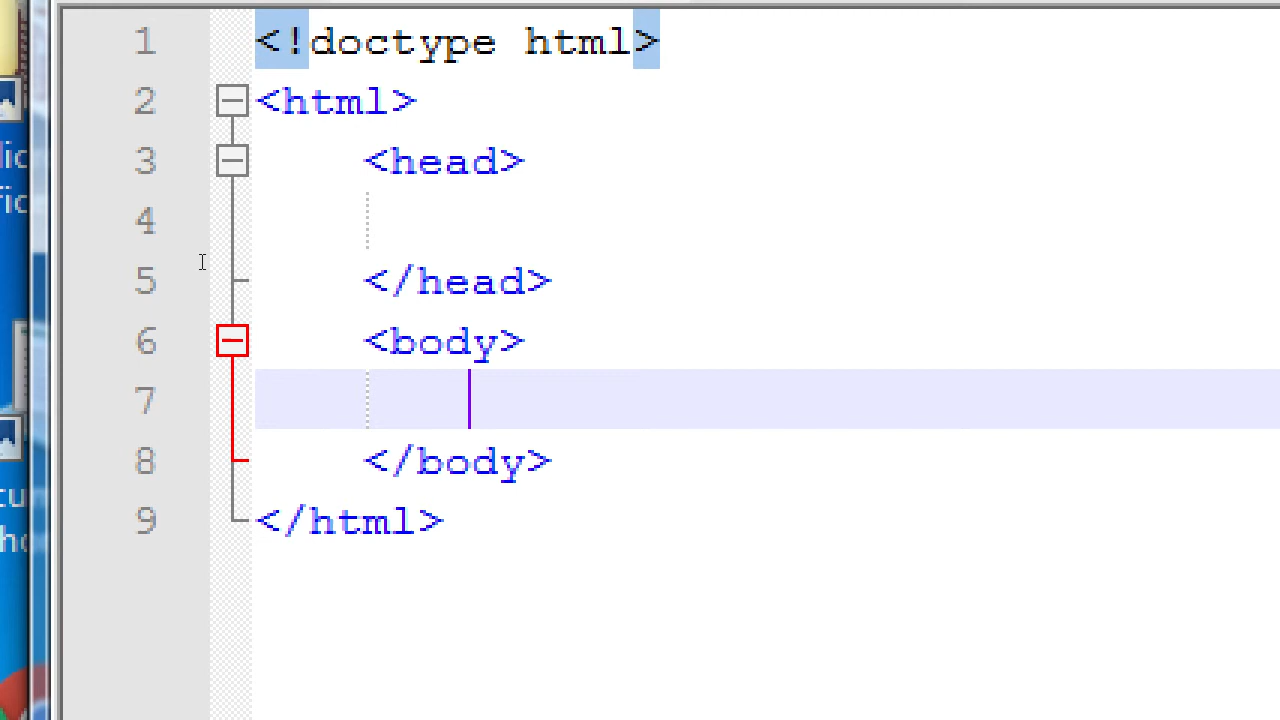 1 <!doctype html>
2 <html>
3 <head>
4
5 </head>
6 <body>
7
8 </body>
9 </html>